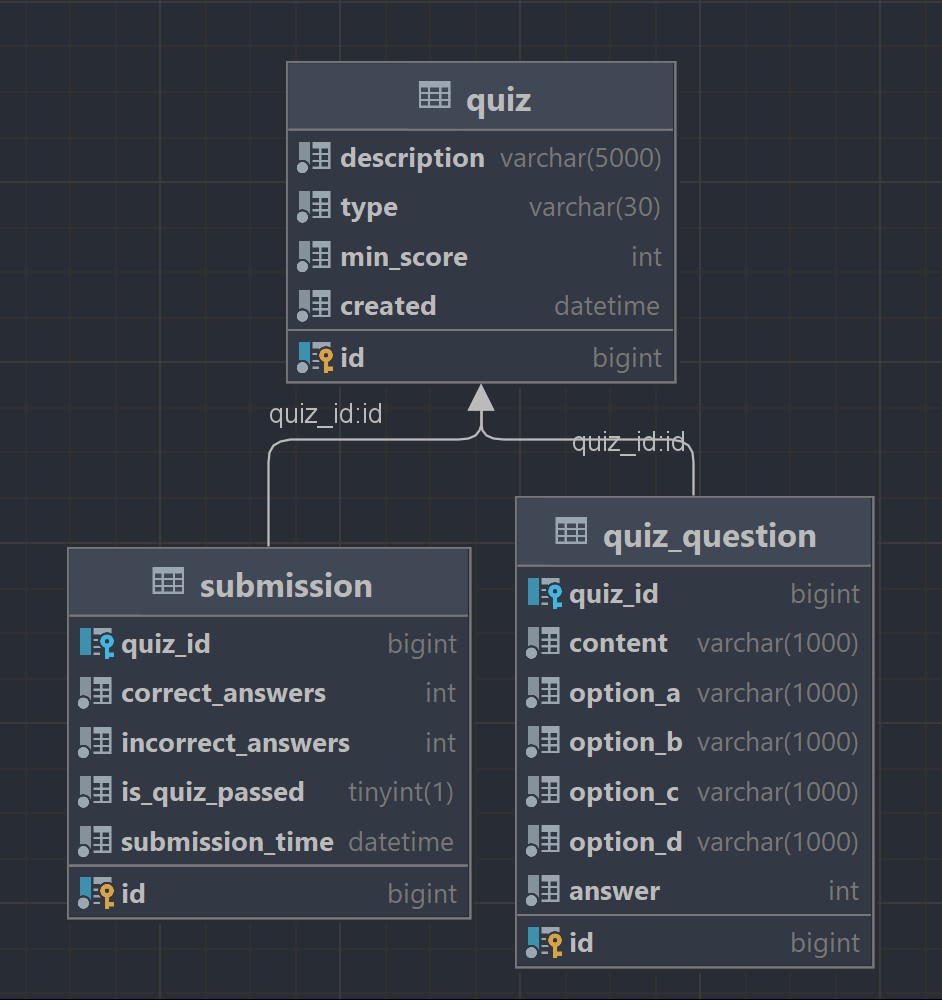 quiz
description varchar(5000)
type varchar(30)
min_score int
created datetime
id bigint
quiz_id:id
quiz_id:id
submission
quiz_id bigint
correct_answers int
incorrect_answers int
is_quiz_passed tinyint(1)
submission_time datetime
id bigint
quiz_question
quiz_id bigint
content varchar(1000)
option_a varchar(1000)
option_b varchar(1000)
option_c varchar(1000)
option_d varchar(1000)
answer int
id bigint